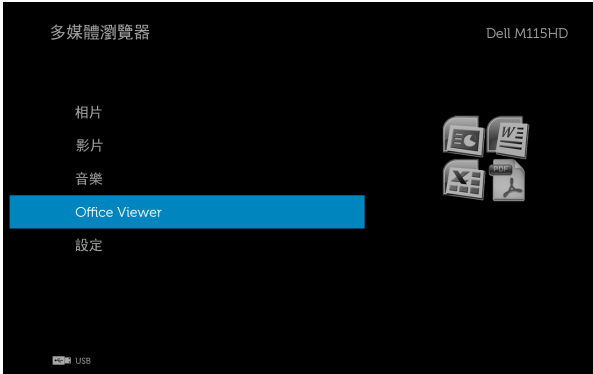 多媒體瀏覽器
Dell M115HD
相片
影片
音樂
Office Viewer
設定
W
X
PDF
USB